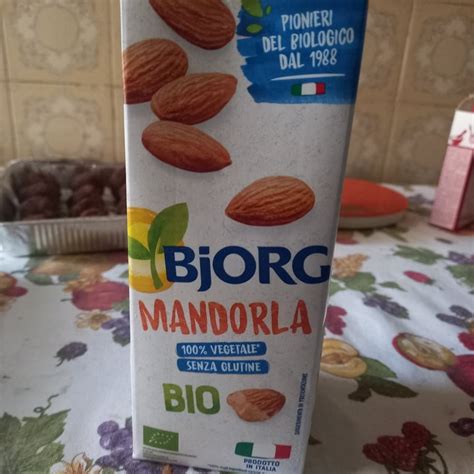 PIONIERI
DEL BIOLOGICO
DAL 1988
BjORG
MANDORLA
100% VEGETALE*
SENZA GLUTINE
BIO
PRODOTTO
IN ITALIA